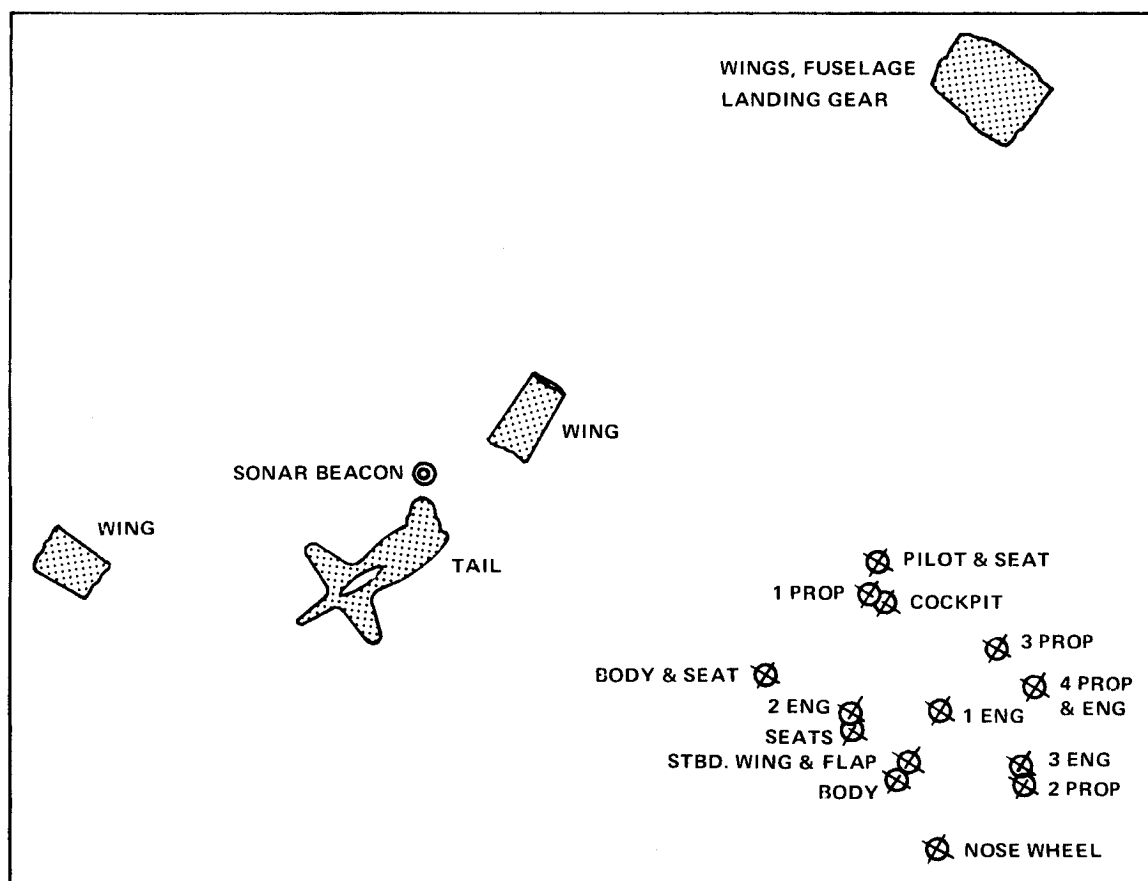 WINGS, FUSELAGE
LANDING GEAR
WING
SONAR BEACON
WING
TAIL
PILOT & SEAT
1 PROP
COCKPIT
3 PROP
BODY & SEAT
4 PROP
& ENG
2 ENG
1 ENG
SEATS
STBD. WING & FLAP
3 ENG
BODY
2 PROP
NOSE WHEEL